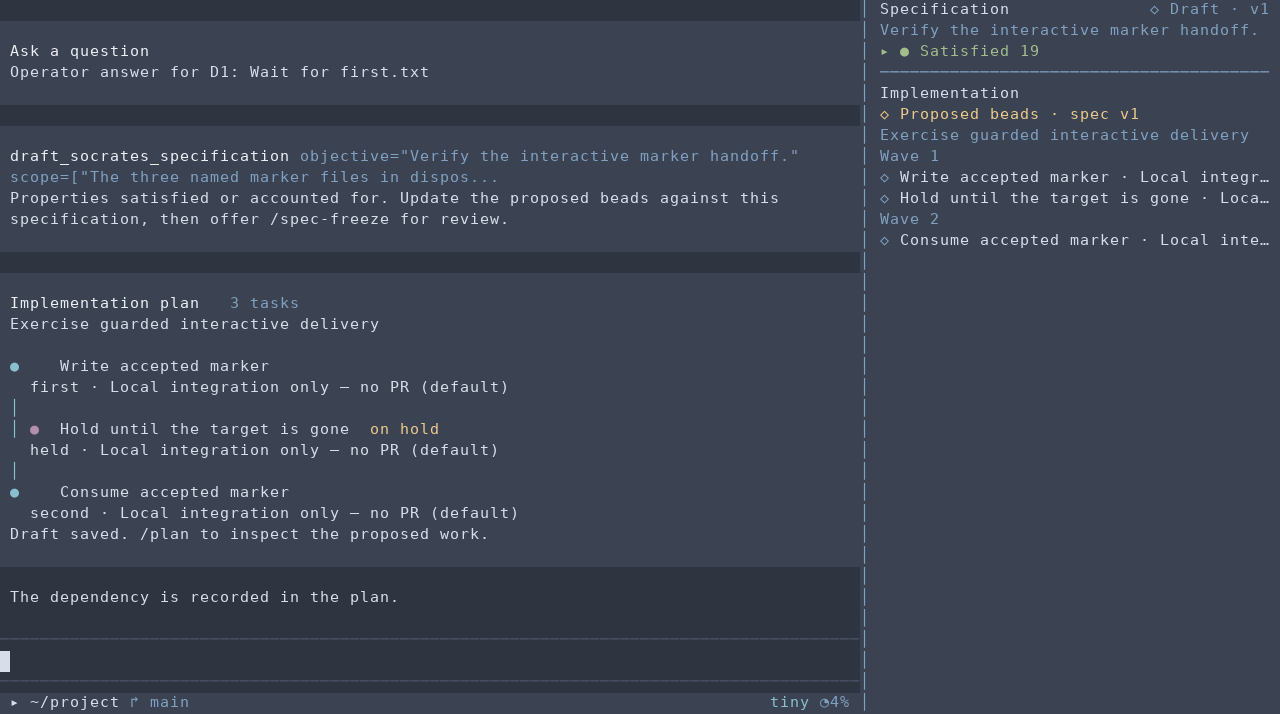 Ask a question
Operator answer for D1: Wait for first.txt
draft_socrates_specification objective="Verify the interactive marker handoff."
scope=["The three named marker files in dispos...
Properties satisfied or accounted for. Update the proposed beads against this
specification, then offer /spec-freeze for review.
Implementation plan   3 tasks
Exercise guarded interactive delivery
●    Write accepted marker
first · Local integration only — no PR (default)
│
│ ●  Hold until the target is gone  on hold
held · Local integration only — no PR (default)
│
●    Consume accepted marker
second · Local integration only — no PR (default)
Draft saved. /plan to inspect the proposed work.
The dependency is recorded in the plan.
▸ ~/project ↱ main
tiny ◔4%
Specification ◇ Draft · v1
Verify the interactive marker handoff.
▸ ● Satisfied 19
Implementation
◇ Proposed beads · spec v1
Exercise guarded interactive delivery
Wave 1
◇ Write accepted marker · Local integr…
◇ Hold until the target is gone · Loca…
Wave 2
◇ Consume accepted marker · Local inte…